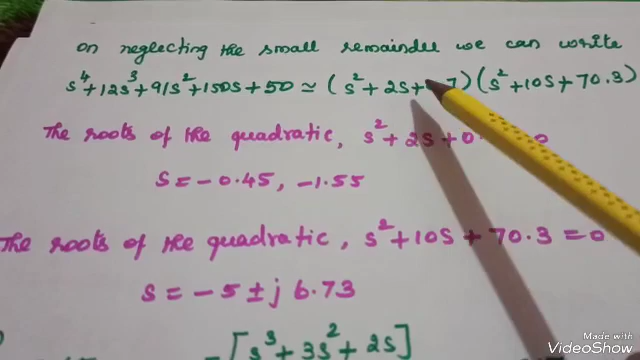 on neglecting the small remainder we can write
s⁴+12s³+91s²+150s+50 ≃ (s²+2s+ 7)(s²+10s+70.3)
The roots of the quadratic, s²+2s+0 0
s = -0.45, -1.55
The roots of the quadratic, s²+10s+70.3=0
s = -5 ± j 6.73
-[s³+3s²+2s]
Made with
VideoShow